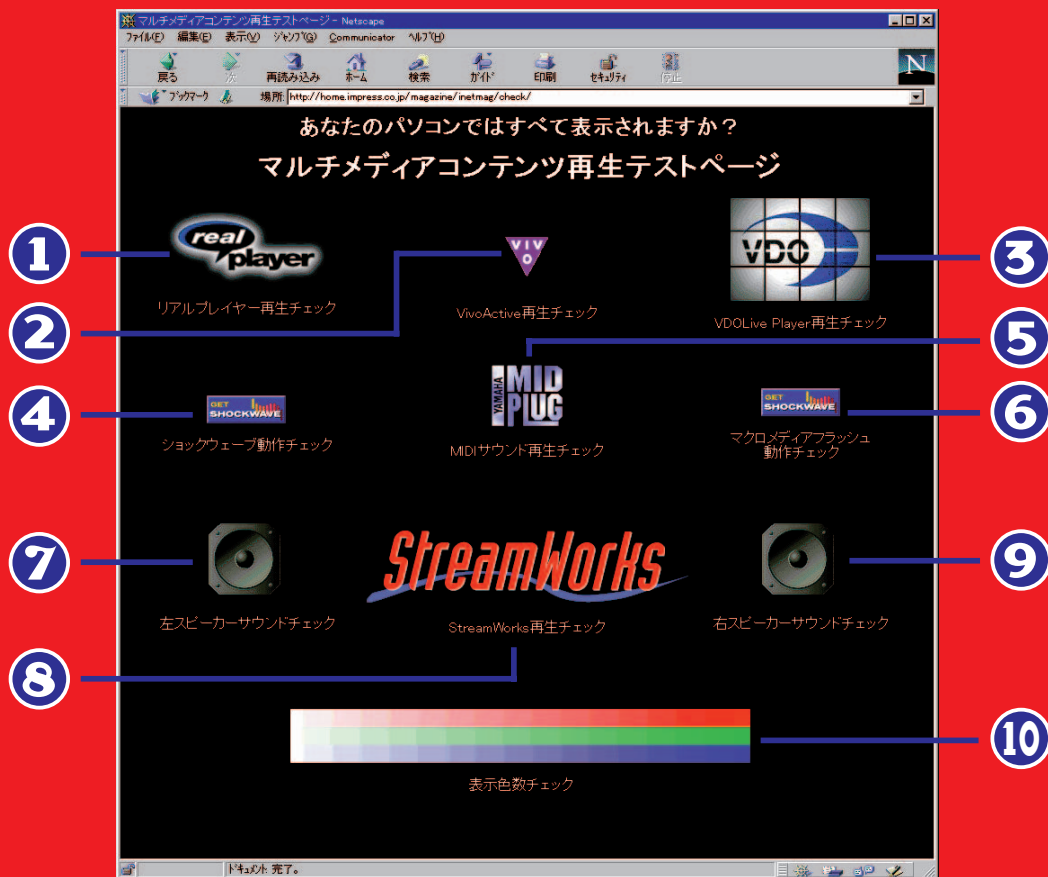 マルチメディアコンテンツ再生テストページ - Netscape
ファイル(F) 編集(E) 表示(V) ジャンプ(G) Communicator ヘルプ(H)
戻る 次 再読み込み ホーム 検索 ガイド 印刷 セキュリティ 停止 N
ブックマーク 場所: http://home.impress.co.jp/magazine/inetmag/check/
あなたのパソコンではすべて表示されますか？
マルチメディアコンテンツ再生テストページ
1 real player
リアルプレイヤー再生チェック
2 VIVO
VivoActive再生チェック
3 VDO
VDOLive Player再生チェック
4 GET SHOCKWAVE
ショックウェーブ動作チェック
5 YAMAHA MID PLUG
MIDIサウンド再生チェック
6 GET SHOCKWAVE
マクロメディアフラッシュ
動作チェック
7
左スピーカーサウンドチェック
8 StreamWorks
StreamWorks再生チェック
9
右スピーカーサウンドチェック
10
表示色数チェック
ドキュメント: 完了。